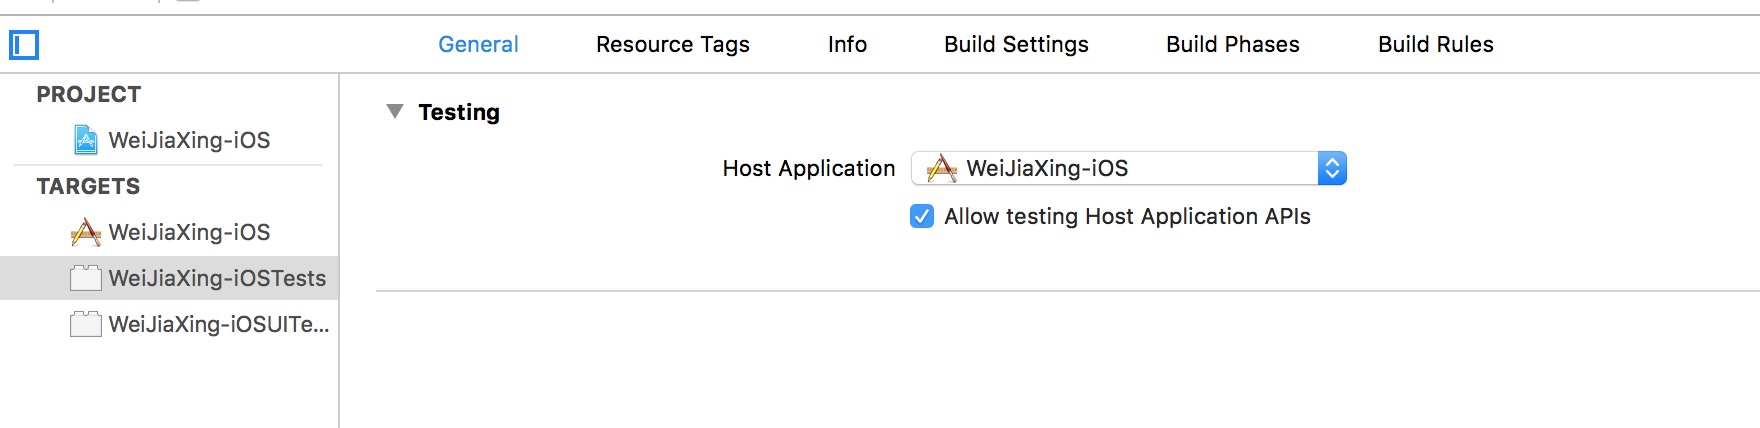 General Resource Tags Info Build Settings Build Phases Build Rules
PROJECT
WeiJiaXing-iOS
TARGETS
WeiJiaXing-iOS
WeiJiaXing-iOSTests
WeiJiaXing-iOSUITe...
Testing
Host Application WeiJiaXing-iOS
Allow testing Host Application APIs